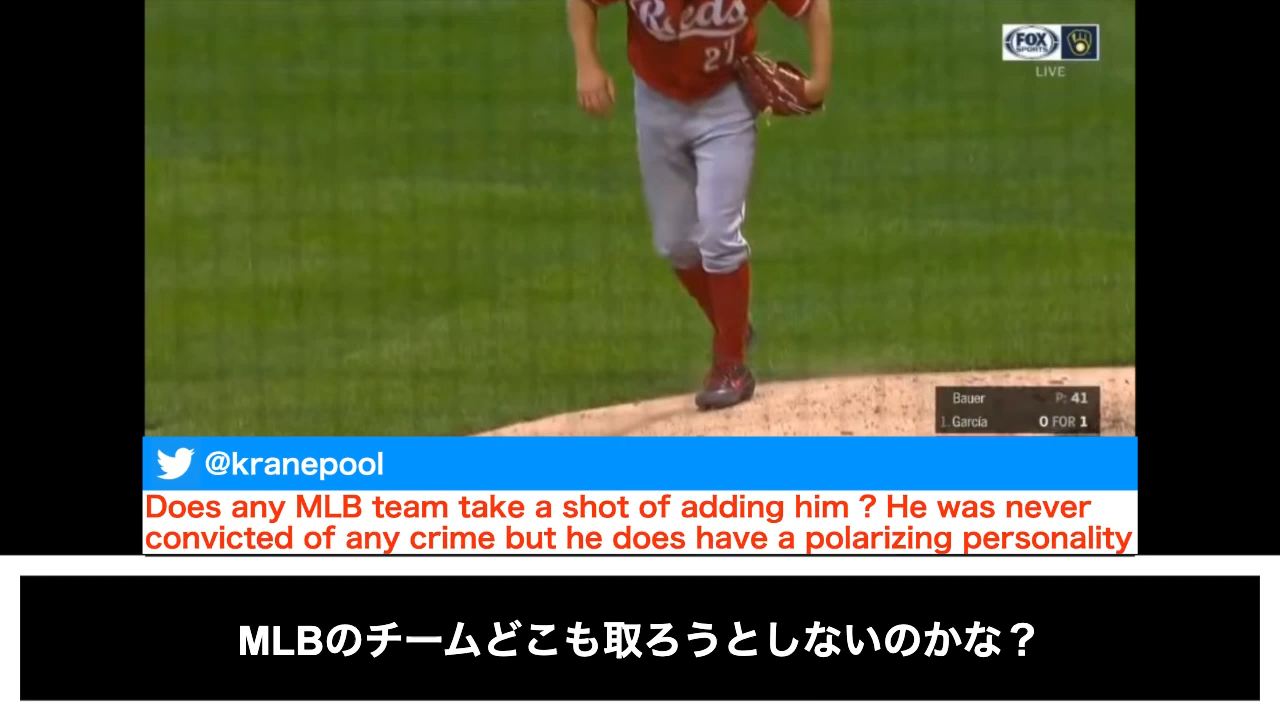 Reds
27
FOX
SPORTS
LIVE
Bauer P: 41
1. García 0 FOR 1
@kranepool
Does any MLB team take a shot of adding him ? He was never
convicted of any crime but he does have a polarizing personality
MLBのチームどこも取ろうとしないのかな？